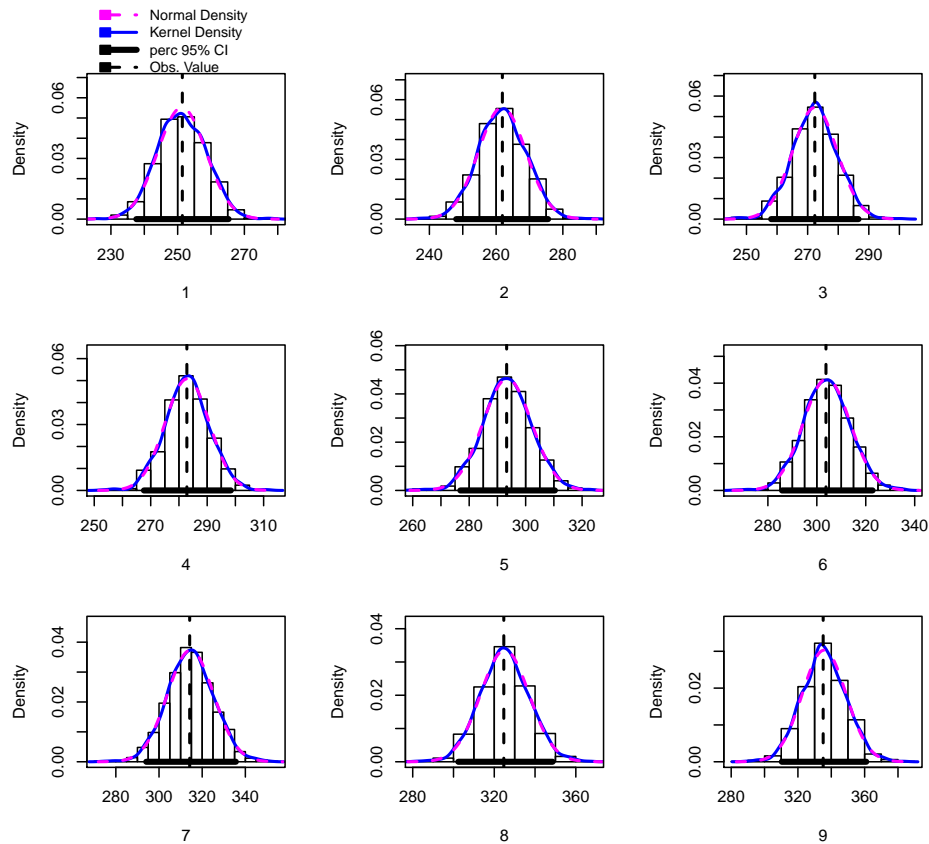 Normal Density
Kernel Density
perc 95% CI
Obs. Value
Density
0.00 0.03 0.06
230 250 270
1
Density
0.00 0.03 0.06
240 260 280
2
Density
0.00 0.03 0.06
250 270 290
3
Density
0.00 0.03 0.06
250 270 290 310
4
Density
0.00 0.02 0.04 0.06
260 280 300 320
5
Density
0.00 0.02 0.04
280 300 320 340
6
Density
0.00 0.02 0.04
280 300 320 340
7
Density
0.00 0.02 0.04
280 320 360
8
Density
0.00 0.02
280 320 360
9